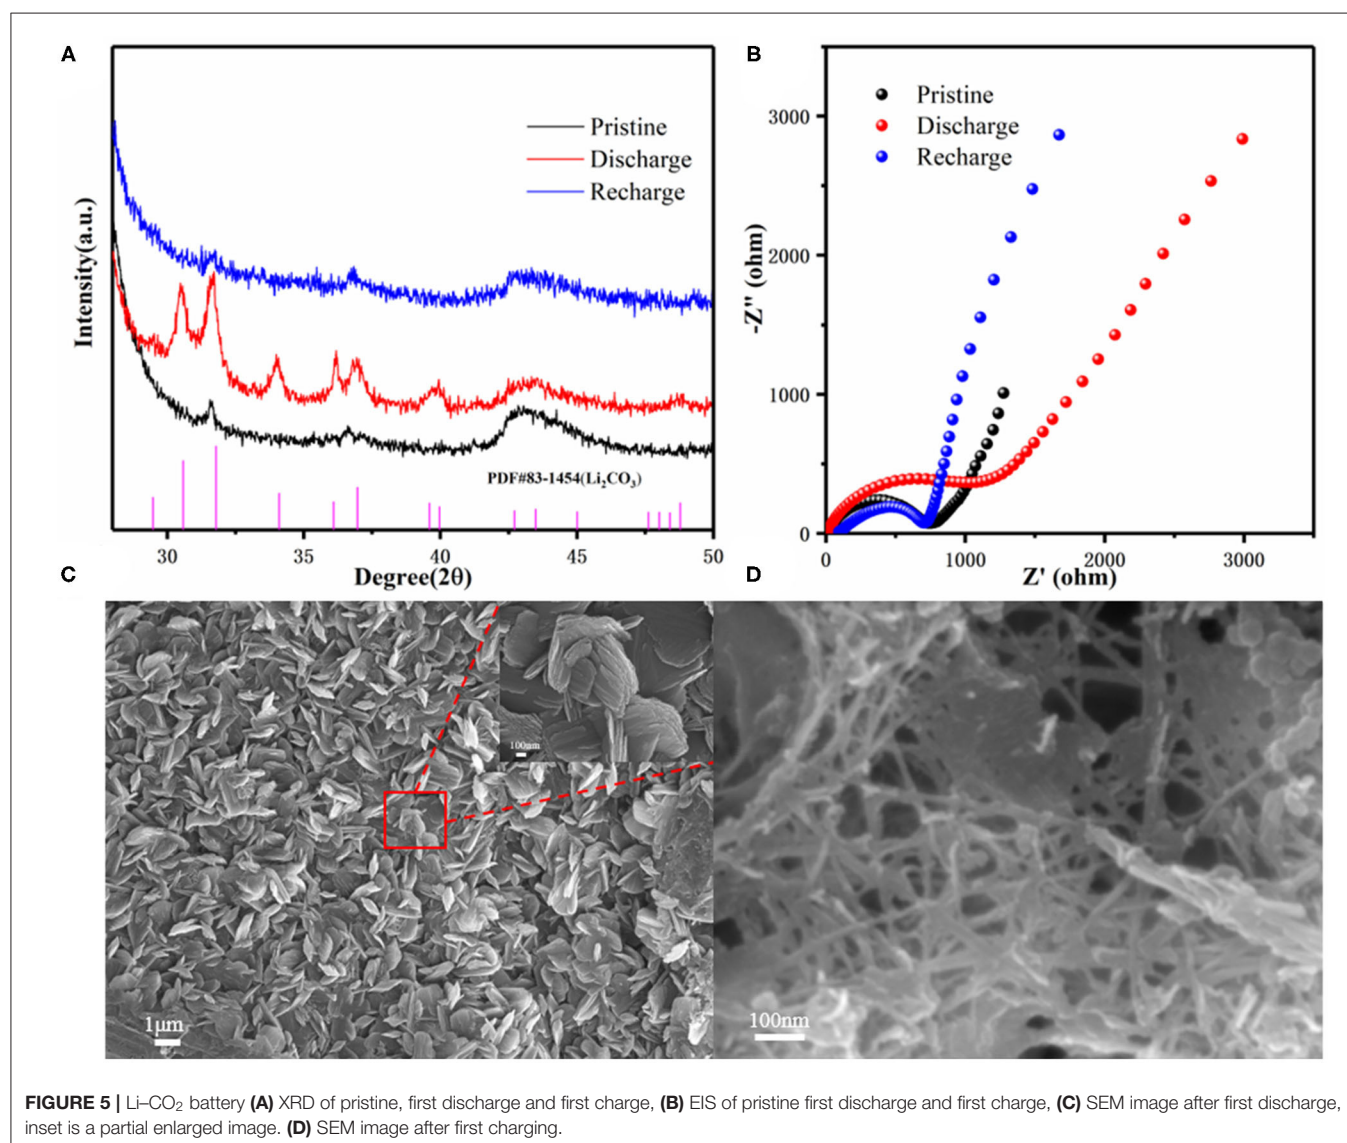 A
Pristine
Discharge
Recharge
Intensity(a.u.)
PDF#83-1454(Li₂CO₃)
30 35 40 45 50
Degree(2θ)
B
Pristine
Discharge
Recharge
3000
2000
1000
0
-Z'' (ohm)
0 1000 2000 3000
Z' (ohm)
C
100nm
1μm
D
100nm
FIGURE 5 | Li–CO₂ battery (A) XRD of pristine, first discharge and first charge, (B) EIS of pristine first discharge and first charge, (C) SEM image after first discharge,
inset is a partial enlarged image. (D) SEM image after first charging.